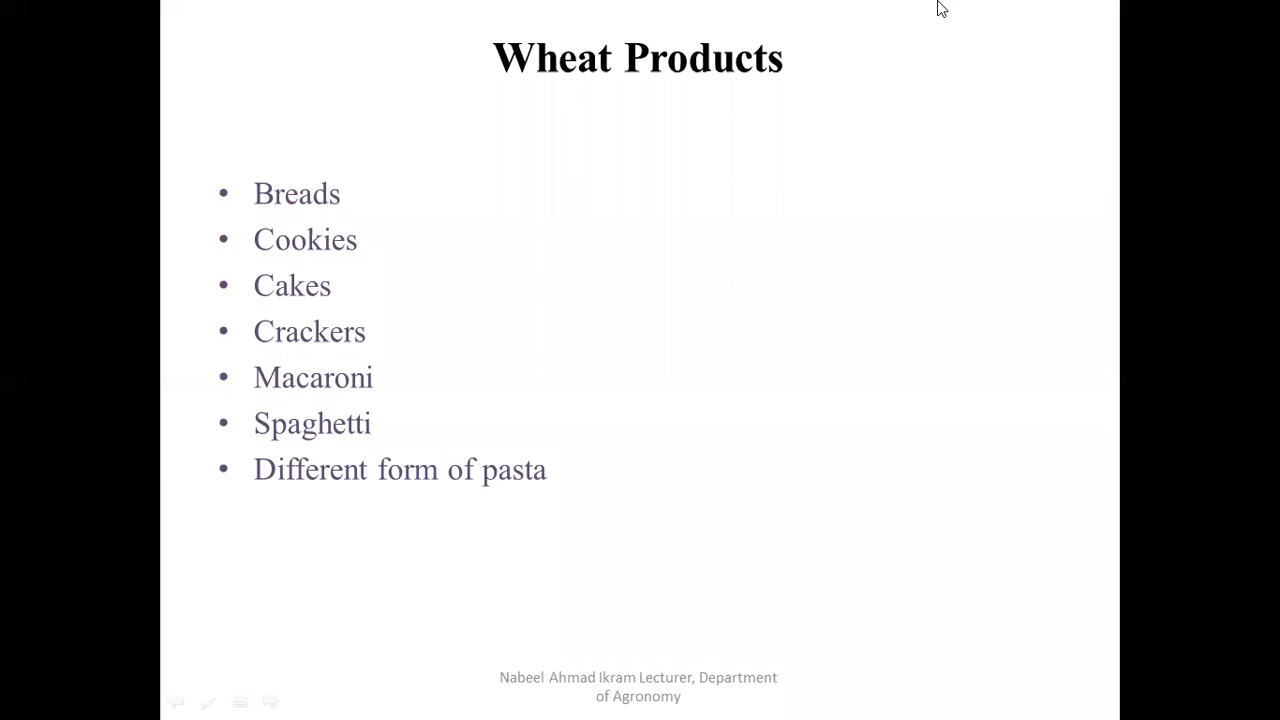 Wheat Products
• Breads
• Cookies
• Cakes
• Crackers
• Macaroni
• Spaghetti
• Different form of pasta
Nabeel Ahmad Ikram Lecturer, Department
of Agronomy